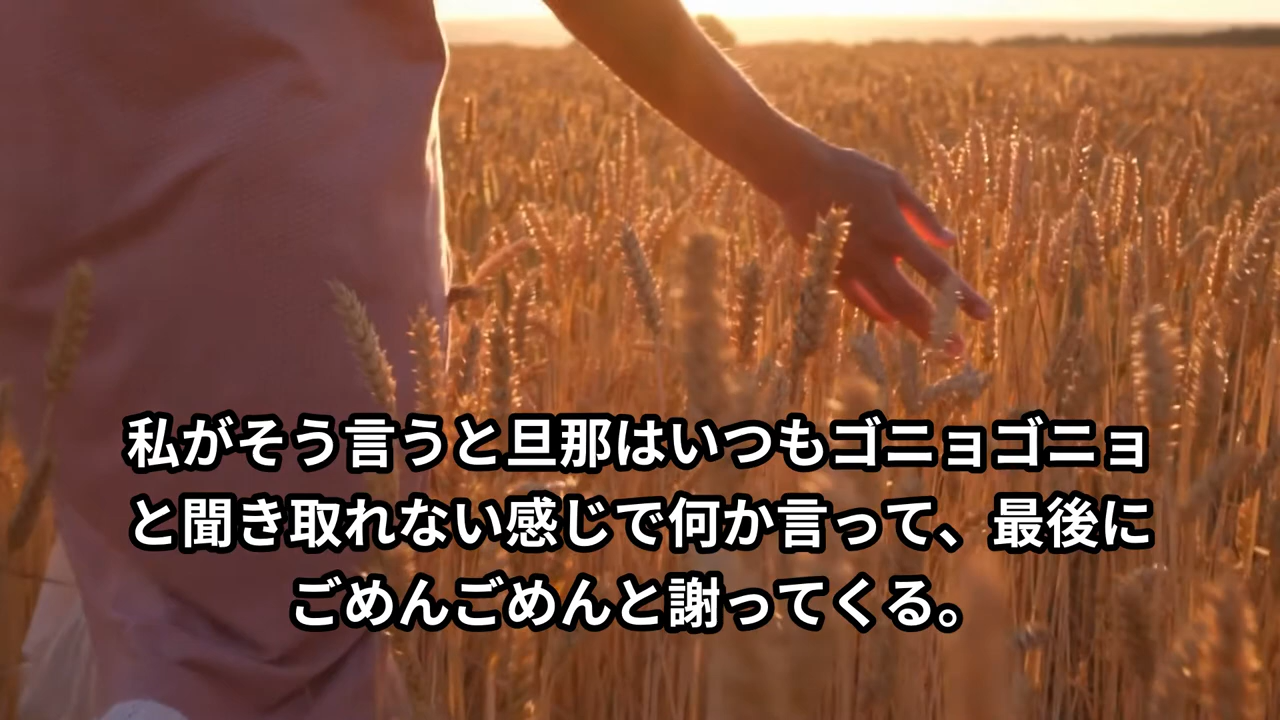 私がそう言うと旦那はいつもゴニョゴニョ
と聞き取れない感じで何か言って、最後に
ごめんごめんと謝ってくる。